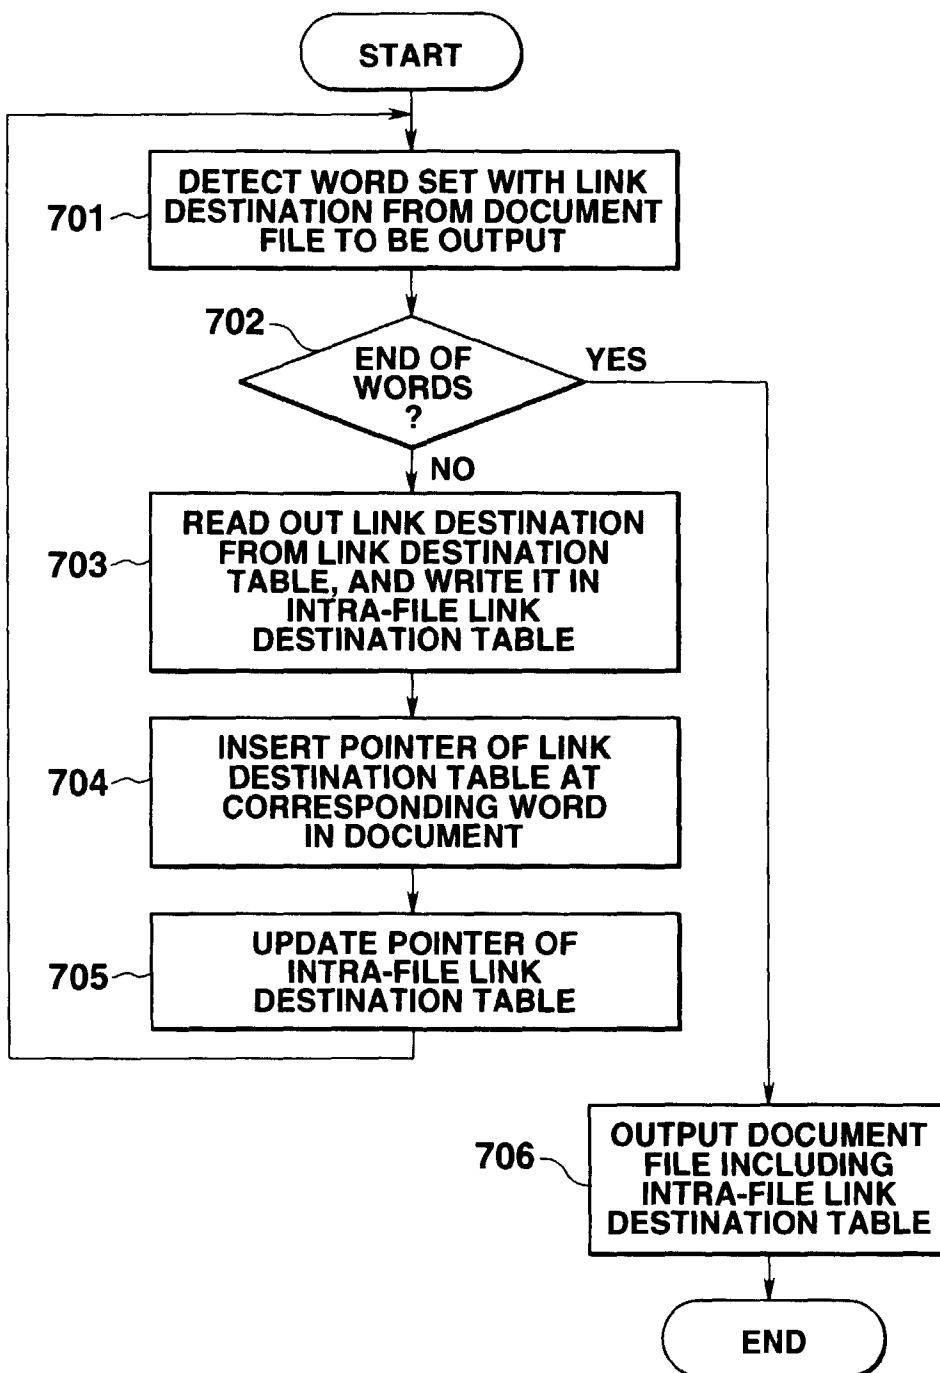 START
701
DETECT WORD SET WITH LINK
DESTINATION FROM DOCUMENT
FILE TO BE OUTPUT
702
END OF
WORDS
?
YES
NO
703
READ OUT LINK DESTINATION
FROM LINK DESTINATION
TABLE, AND WRITE IT IN
INTRA-FILE LINK
DESTINATION TABLE
704
INSERT POINTER OF LINK
DESTINATION TABLE AT
CORRESPONDING WORD
IN DOCUMENT
705
UPDATE POINTER OF
INTRA-FILE LINK
DESTINATION TABLE
706
OUTPUT DOCUMENT
FILE INCLUDING
INTRA-FILE LINK
DESTINATION TABLE
END